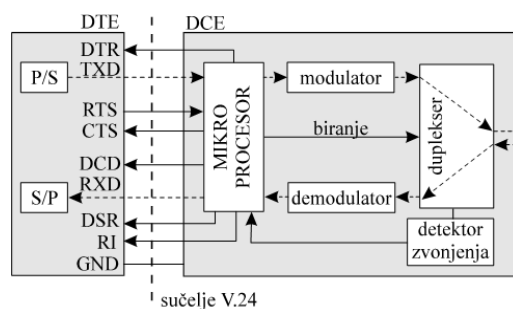 DTE
DCE
DTR
TXD
P/S
RTS
CTS
DCD
RXD
S/P
DSR
RI
GND
MIKRO
PROCESOR
modulator
biranje
demodulator
duplekser
detektor
zvonjenja
sučelje V.24